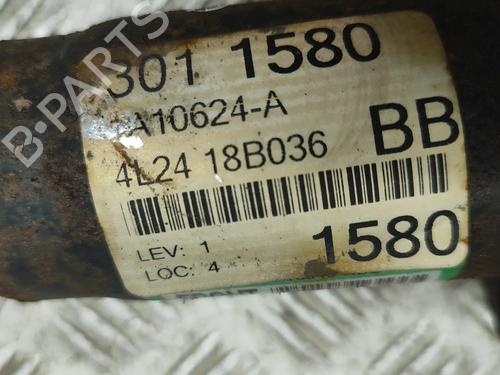 B-PARTS
301 1580
A10624-A
4L24 18B036
BB
LEV: 1
LOC: 4
1580